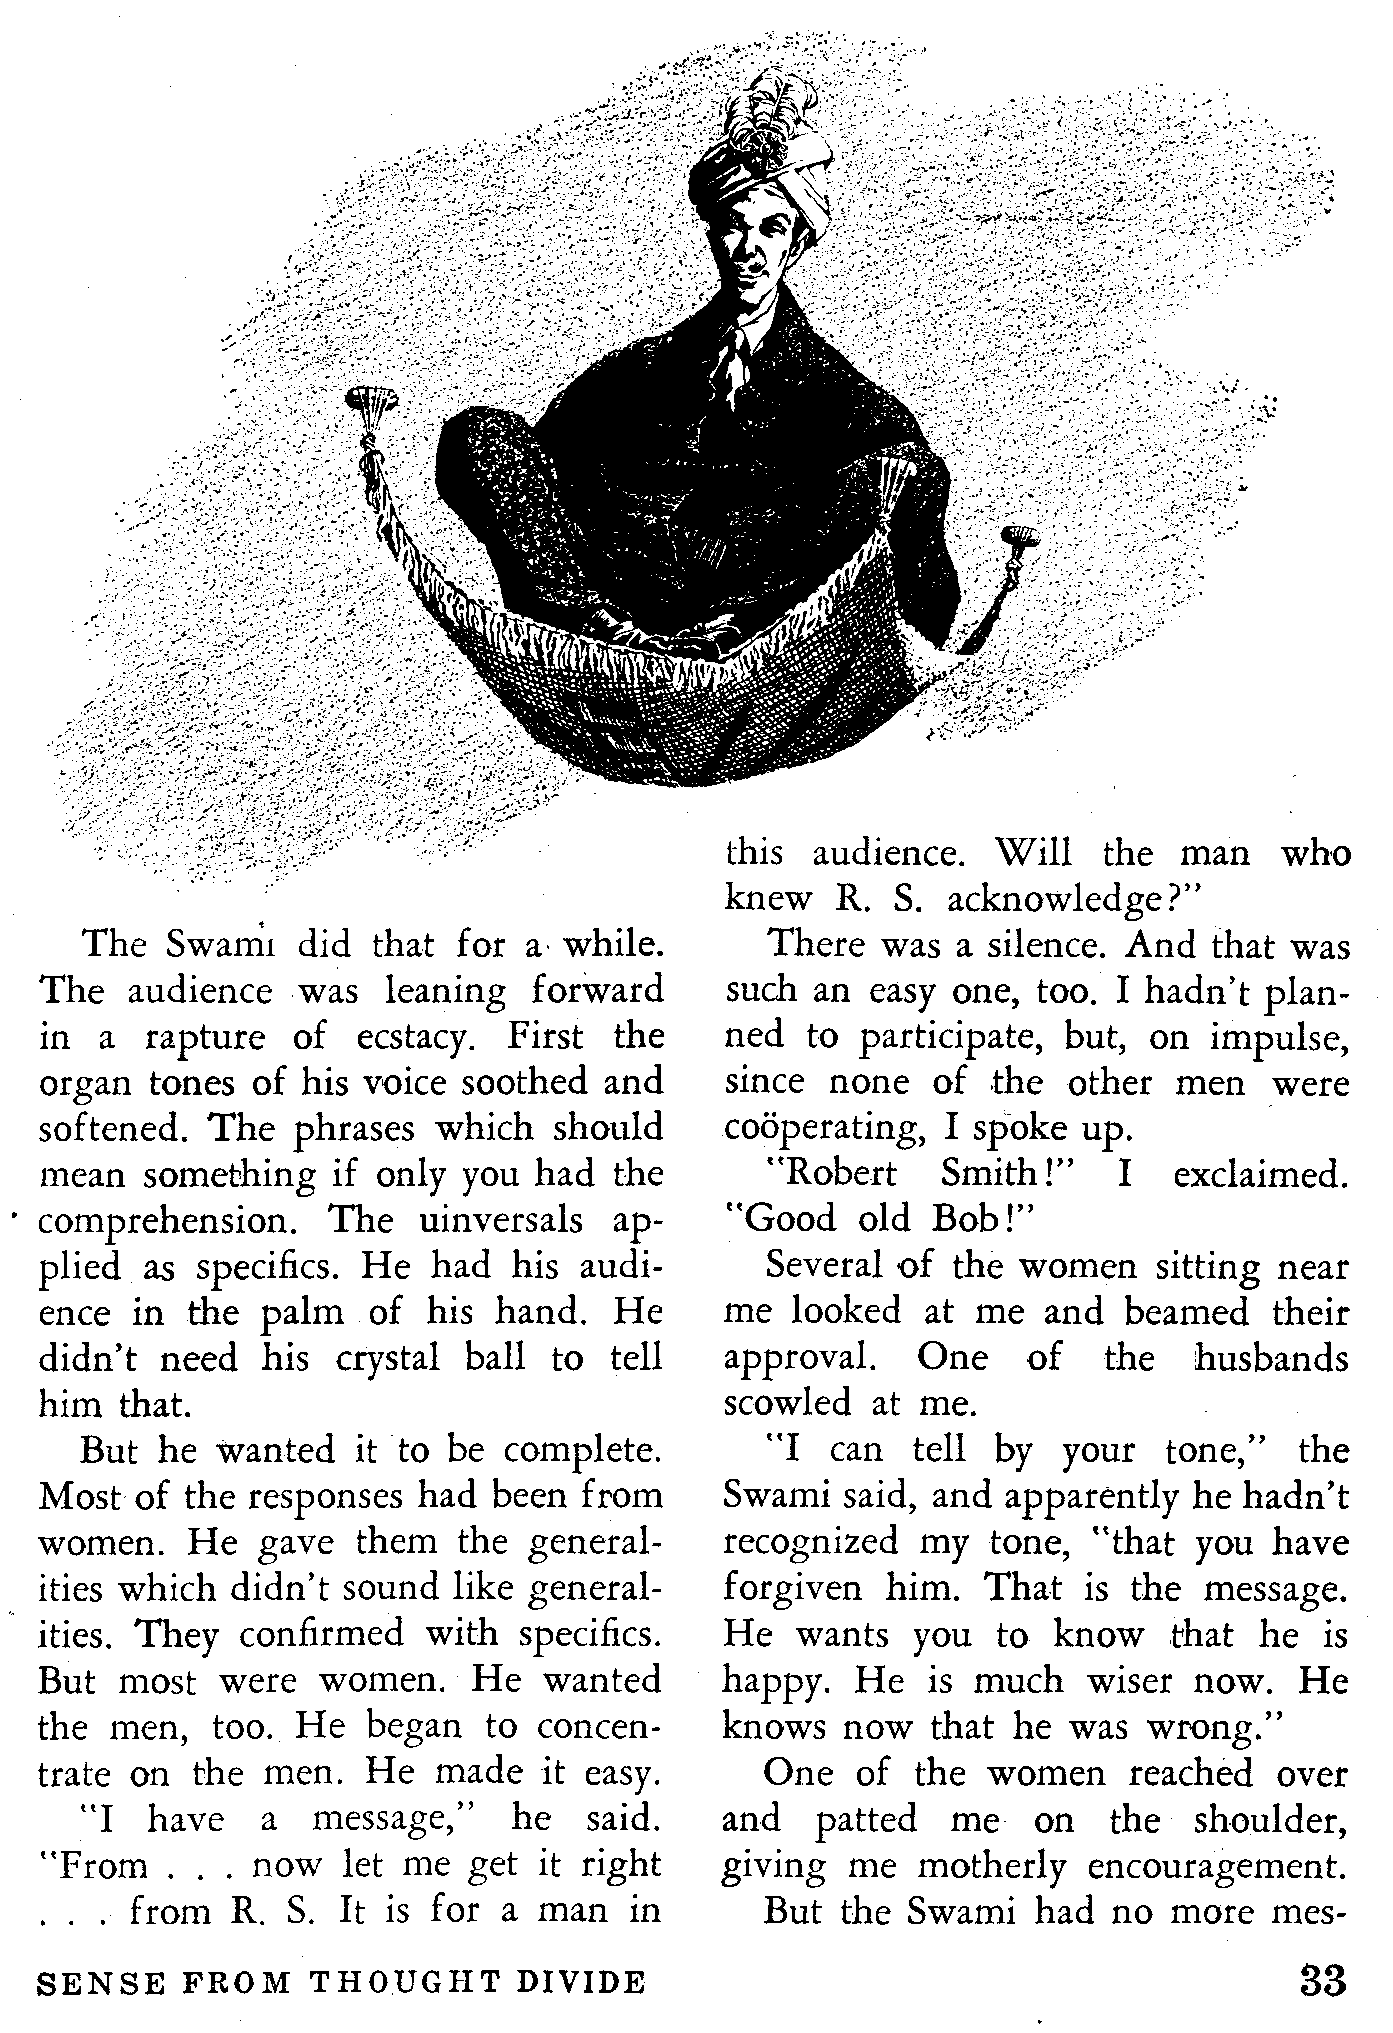 The Swami did that for a while.
The audience was leaning forward
in a rapture of ecstacy. First the
organ tones of his voice soothed and
softened. The phrases which should
mean something if only you had the
comprehension. The uinversals ap-
plied as specifics. He had his audi-
ence in the palm of his hand. He
didn't need his crystal ball to tell
him that.
But he wanted it to be complete.
Most of the responses had been from
women. He gave them the general-
ities which didn't sound like general-
ities. They confirmed with specifics.
But most were women. He wanted
the men, too. He began to concen-
trate on the men. He made it easy.
"I have a message," he said.
"From . . . now let me get it right
. . . from R. S. It is for a man in
this audience. Will the man who
knew R. S. acknowledge?"
There was a silence. And that was
such an easy one, too. I hadn't plan-
ned to participate, but, on impulse,
since none of the other men were
coöperating, I spoke up.
"Robert Smith!" I exclaimed.
"Good old Bob!"
Several of the women sitting near
me looked at me and beamed their
approval. One of the husbands
scowled at me.
"I can tell by your tone," the
Swami said, and apparently he hadn't
recognized my tone, "that you have
forgiven him. That is the message.
He wants you to know that he is
happy. He is much wiser now. He
knows now that he was wrong."
One of the women reached over
and patted me on the shoulder,
giving me motherly encouragement.
But the Swami had no more mes-
SENSE FROM THOUGHT DIVIDE
33